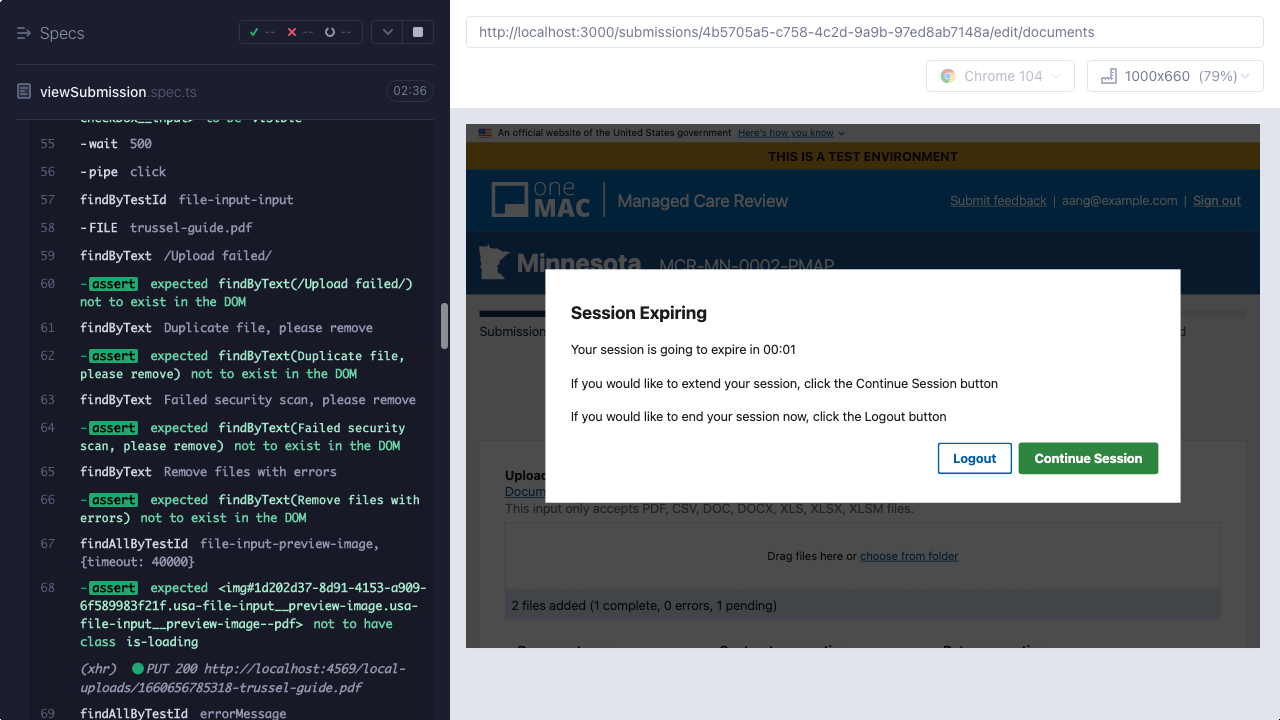 Specs
-- -- --
viewSubmission.spec.ts
02:36
checkbox__input> to be visible
55 -wait 500
56 -pipe click
57 findByTestId file-input-input
58 -FILE trussel-guide.pdf
59 findByText /Upload failed/
60 -assert expected findByText(/Upload failed/)
not to exist in the DOM
61 findByText Duplicate file, please remove
62 -assert expected findByText(Duplicate file,
please remove) not to exist in the DOM
63 findByText Failed security scan, please remove
64 -assert expected findByText(Failed security
scan, please remove) not to exist in the DOM
65 findByText Remove files with errors
66 -assert expected findByText(Remove files with
errors) not to exist in the DOM
67 findAllByTestId file-input-preview-image,
{timeout: 40000}
68 -assert expected <img#1d202d37-8d91-4153-a909-
6f589983f21f.usa-file-input__preview-image.usa-
file-input__preview-image--pdf> not to have
class is-loading
(xhr) PUT 200 http://localhost:4569/local-
uploads/1660656785318-trussel-guide.pdf
69 findAllByTestId errorMessage
http://localhost:3000/submissions/4b5705a5-c758-4c2d-9a9b-97ed8ab7148a/edit/documents
Chrome 104
1000x660 (79%)
An official website of the United States government Here's how you know
THIS IS A TEST ENVIRONMENT
one
MAC
Managed Care Review
Submit feedback | aang@example.com | Sign out
Minnesota MCR-MN-0002-PMAP
Submission
Session Expiring
Your session is going to expire in 00:01
If you would like to extend your session, click the Continue Session button
If you would like to end your session now, click the Logout button
Logout
Continue Session
This input only accepts PDF, CSV, DOC, DOCX, XLS, XLSX, XLSM files.
Drag files here or choose from folder
2 files added (1 complete, 0 errors, 1 pending)